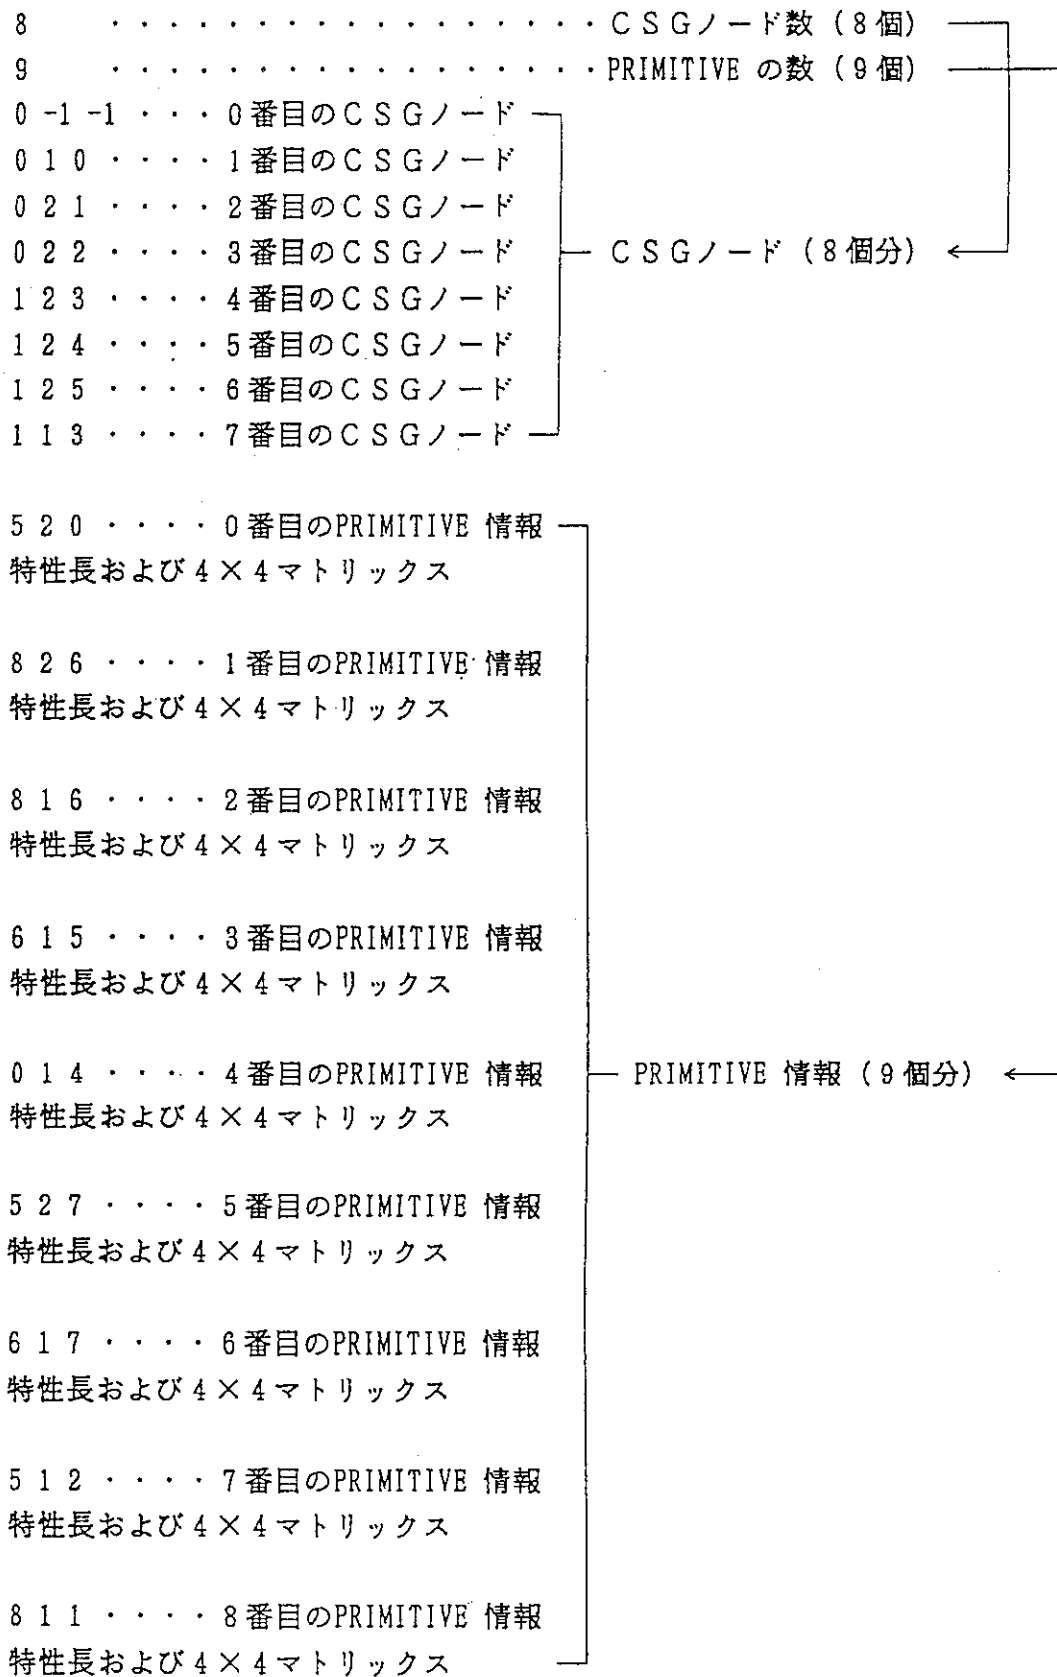 8 ・・・・・・・・・・・・・・・・・ＣＳＧノード数（８個）
9 ・・・・・・・・・・・・・・・・・PRIMITIVE の数（９個）
0 -1 -1 ・・・0番目のＣＳＧノード
0 1 0 ・・・・1番目のＣＳＧノード
0 2 1 ・・・・2番目のＣＳＧノード
0 2 2 ・・・・3番目のＣＳＧノード ＣＳＧノード（８個分）
1 2 3 ・・・・4番目のＣＳＧノード
1 2 4 ・・・・5番目のＣＳＧノード
1 2 5 ・・・・6番目のＣＳＧノード
1 1 3 ・・・・7番目のＣＳＧノード
5 2 0 ・・・・0番目のPRIMITIVE 情報
特性長および４×４マトリックス
8 2 6 ・・・・1番目のPRIMITIVE 情報
特性長および４×４マトリックス
8 1 6 ・・・・2番目のPRIMITIVE 情報
特性長および４×４マトリックス
6 1 5 ・・・・3番目のPRIMITIVE 情報
特性長および４×４マトリックス
0 1 4 ・・・・4番目のPRIMITIVE 情報 PRIMITIVE 情報（９個分）
特性長および４×４マトリックス
5 2 7 ・・・・5番目のPRIMITIVE 情報
特性長および４×４マトリックス
6 1 7 ・・・・6番目のPRIMITIVE 情報
特性長および４×４マトリックス
5 1 2 ・・・・7番目のPRIMITIVE 情報
特性長および４×４マトリックス
8 1 1 ・・・・8番目のPRIMITIVE 情報
特性長および４×４マトリックス